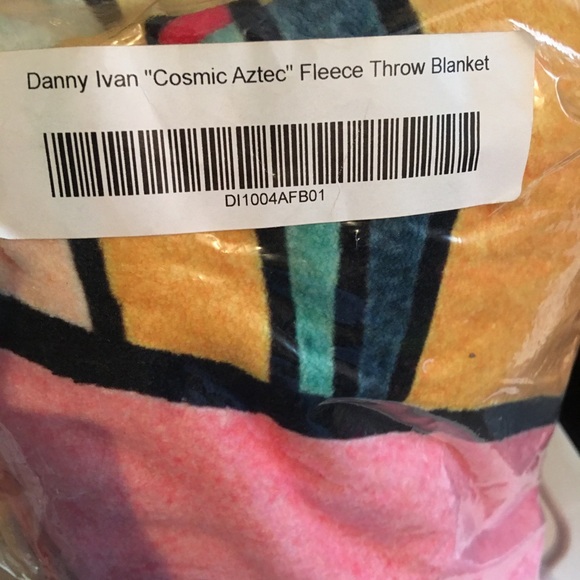 Danny Ivan "Cosmic Aztec" Fleece Throw Blanket
DI1004AFB01